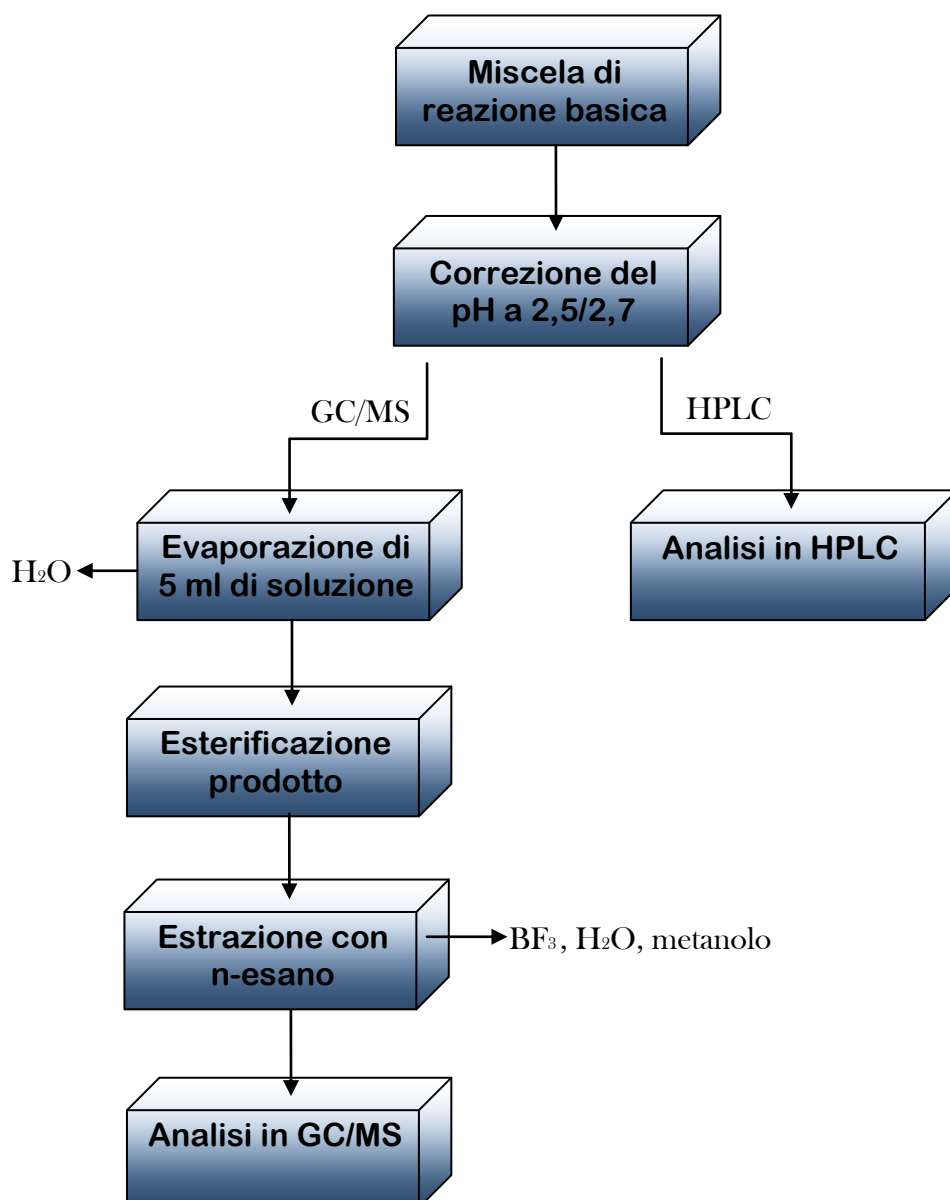 Miscela di
reazione basica
Correzione del
pH a 2,5/2,7
GC/MS
HPLC
Evaporazione di
5 ml di soluzione
Analisi in HPLC
H₂O
Esterificazione
prodotto
Estrazione con
n-esano
BF₃, H₂O, metanolo
Analisi in GC/MS